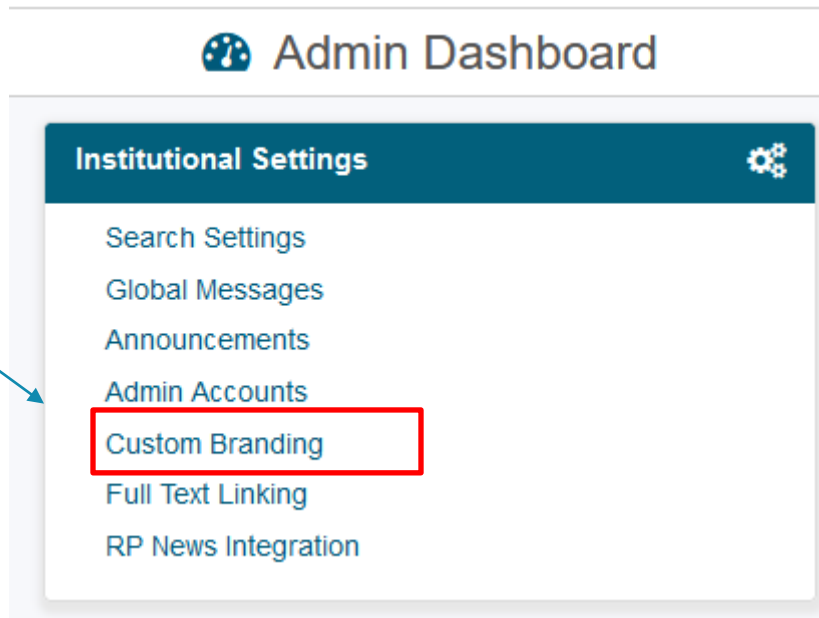 Admin Dashboard
Institutional Settings
Search Settings
Global Messages
Announcements
Admin Accounts
Custom Branding
Full Text Linking
RP News Integration